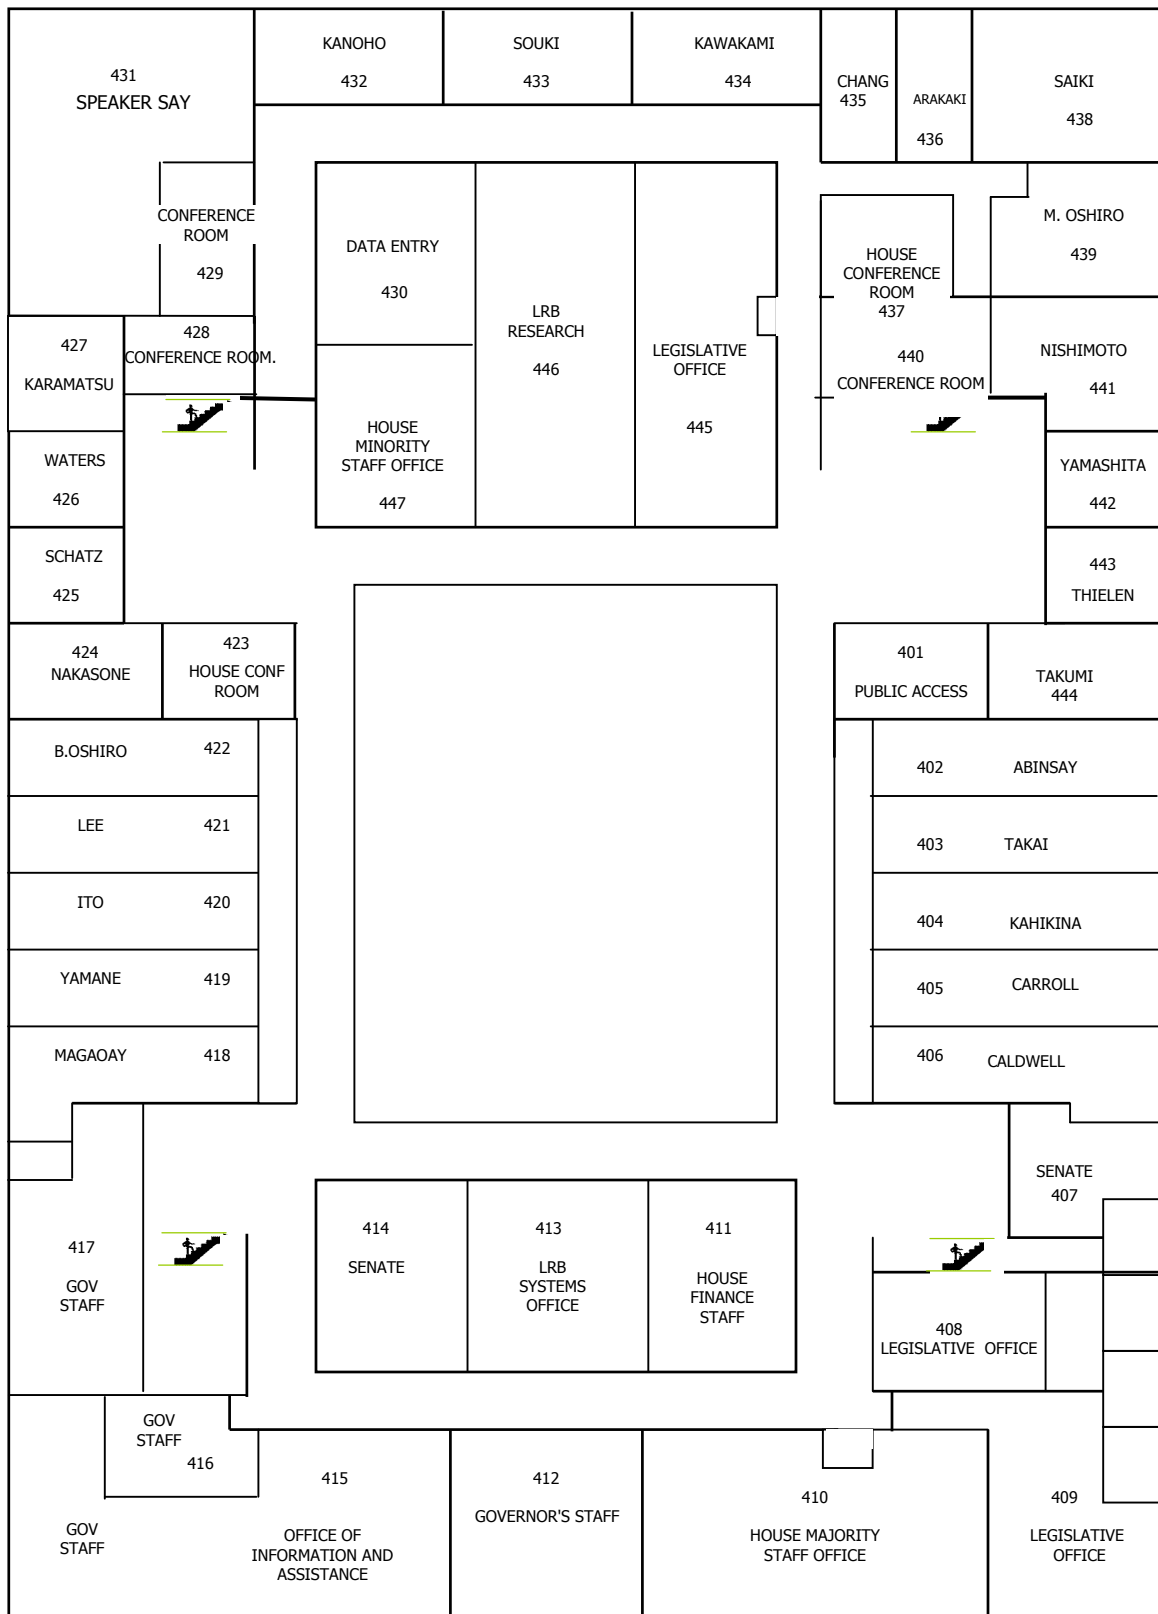 431
SPEAKER SAY
KANOHO
432
SOUKI
433
KAWAKAMI
434
CHANG
435
ARAKAKI
436
SAIKI
438
CONFERENCE
ROOM
429
DATA ENTRY
430
LRB
RESEARCH
446
LEGISLATIVE
OFFICE
445
HOUSE
CONFERENCE
ROOM
437
M. OSHIRO
439
427
KARAMATSU
428
CONFERENCE ROOM.
440
CONFERENCE ROOM
NISHIMOTO
441
HOUSE
MINORITY
STAFF OFFICE
447
WATERS
426
YAMASHITA
442
SCHATZ
425
443
THIELEN
424
NAKASONE
423
HOUSE CONF
ROOM
401
PUBLIC ACCESS
TAKUMI
444
B.OSHIRO 422
402 ABINSAY
LEE 421
403 TAKAI
ITO 420
404 KAHIKINA
YAMANE 419
405 CARROLL
MAGAOAY 418
406 CALDWELL
SENATE
407
417
GOV
STAFF
414
SENATE
413
LRB
SYSTEMS
OFFICE
411
HOUSE
FINANCE
STAFF
408
LEGISLATIVE OFFICE
GOV
STAFF
416
GOV
STAFF
415
OFFICE OF
INFORMATION AND
ASSISTANCE
412
GOVERNOR'S STAFF
410
HOUSE MAJORITY
STAFF OFFICE
409
LEGISLATIVE
OFFICE